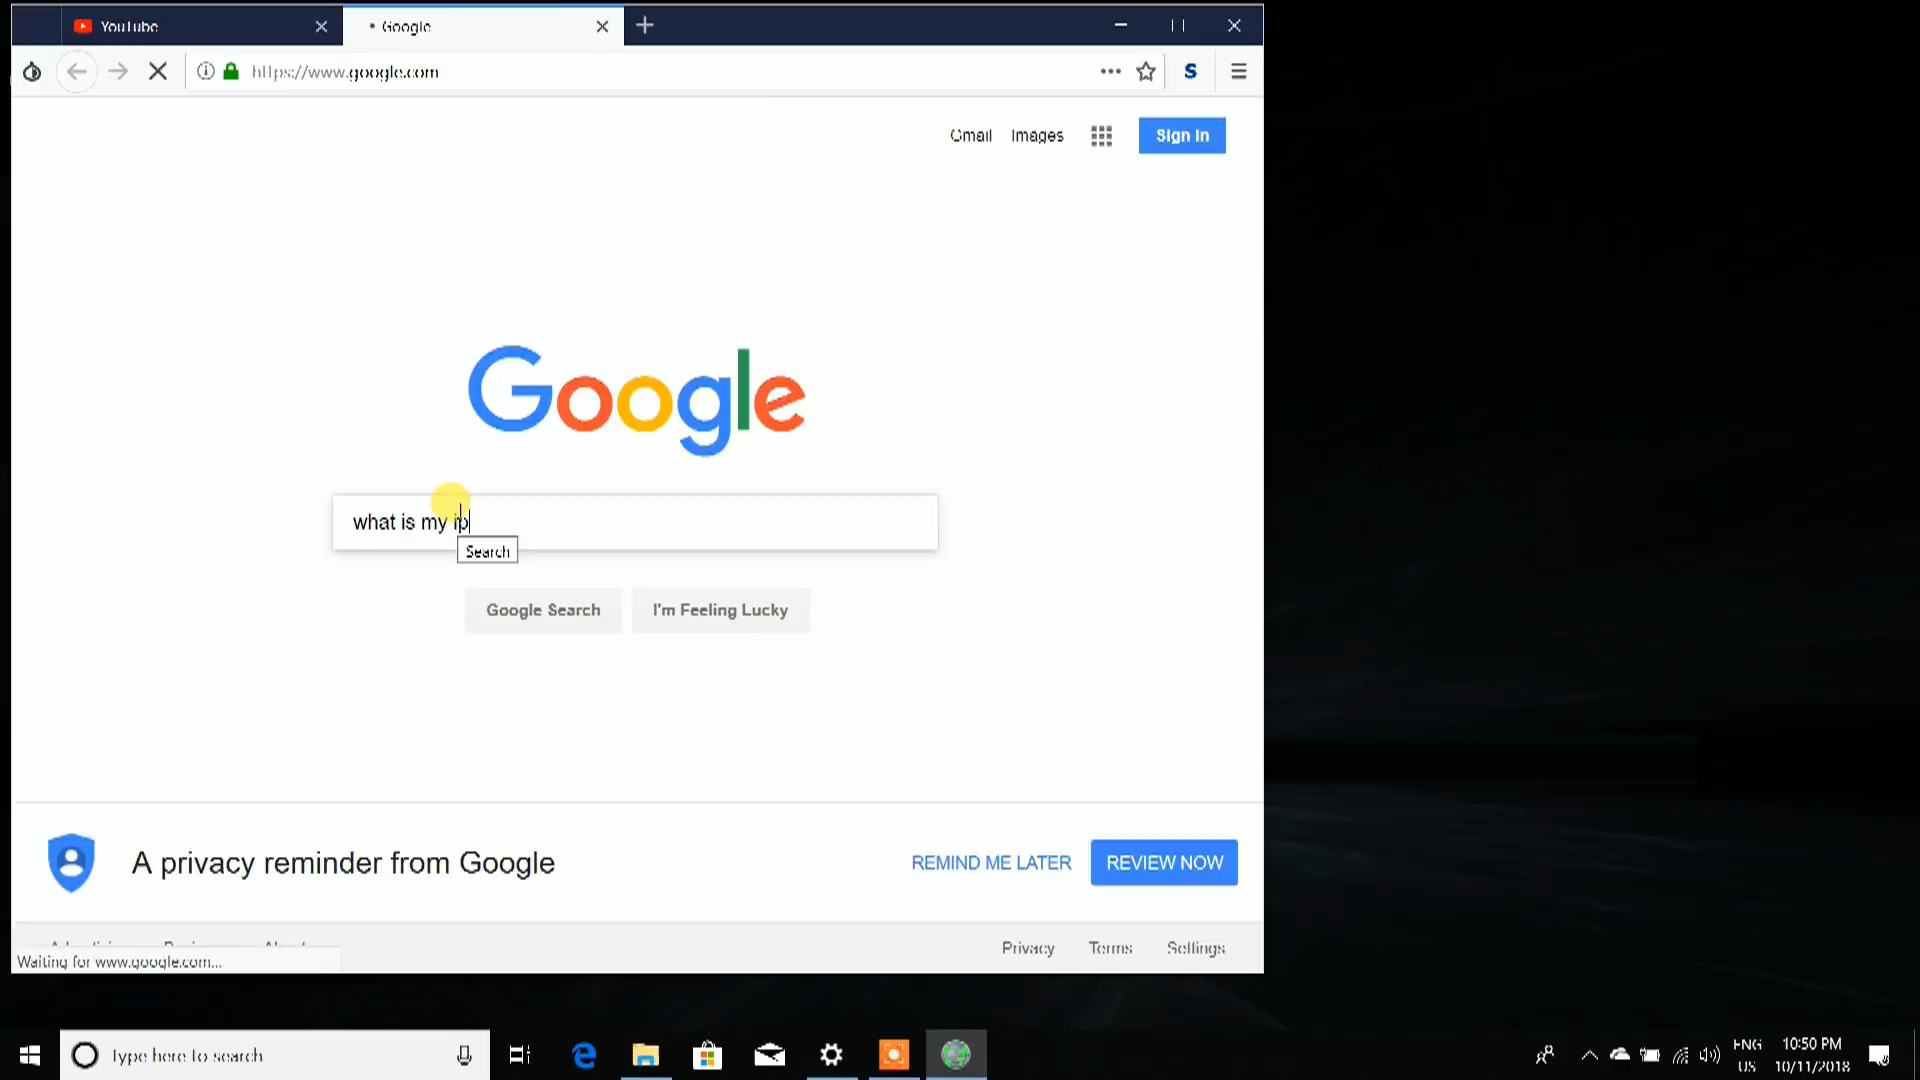 YouTube
Google
https://www.google.com
S
Gmail Images Sign in
Google
what is my ip
Search
Google Search I'm Feeling Lucky
A privacy reminder from Google
REMIND ME LATER REVIEW NOW
Privacy Terms Settings
Waiting for www.google.com...
Type here to search
ENG
US
10:50 PM
10/11/2018